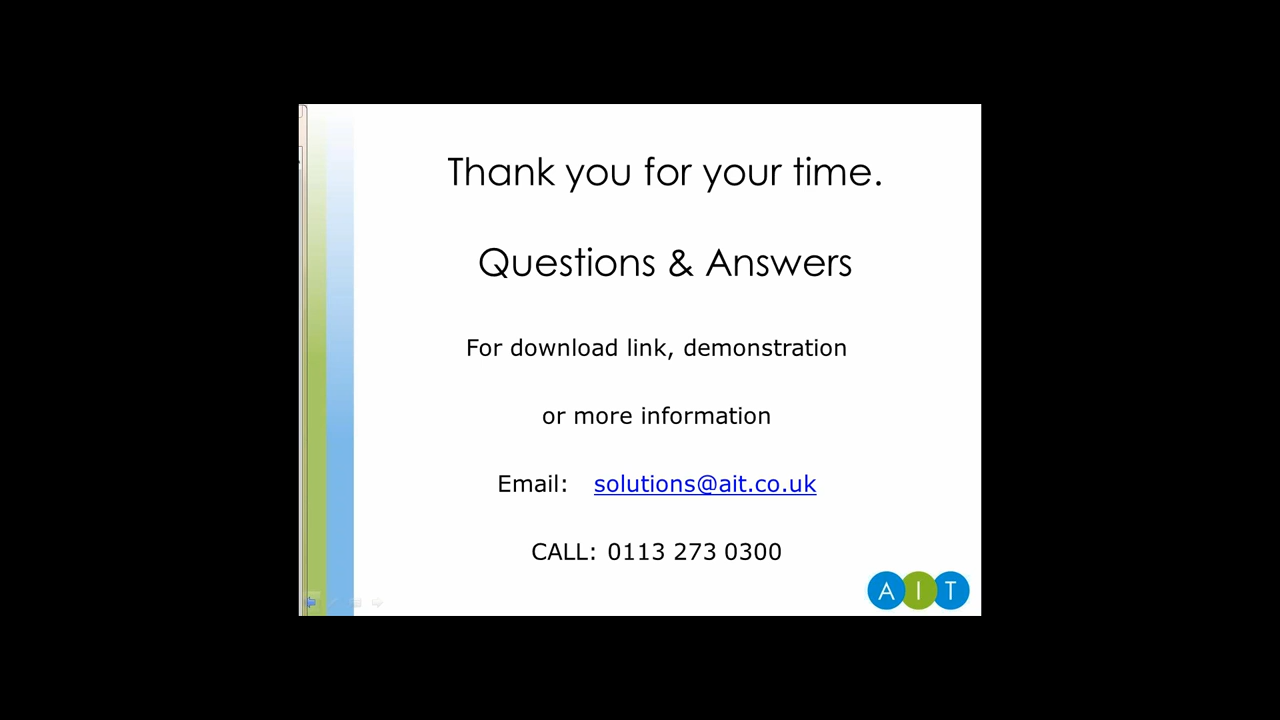 Thank you for your time.
Questions & Answers
For download link, demonstration
or more information
Email: solutions@ait.co.uk
CALL: 0113 273 0300
A I T